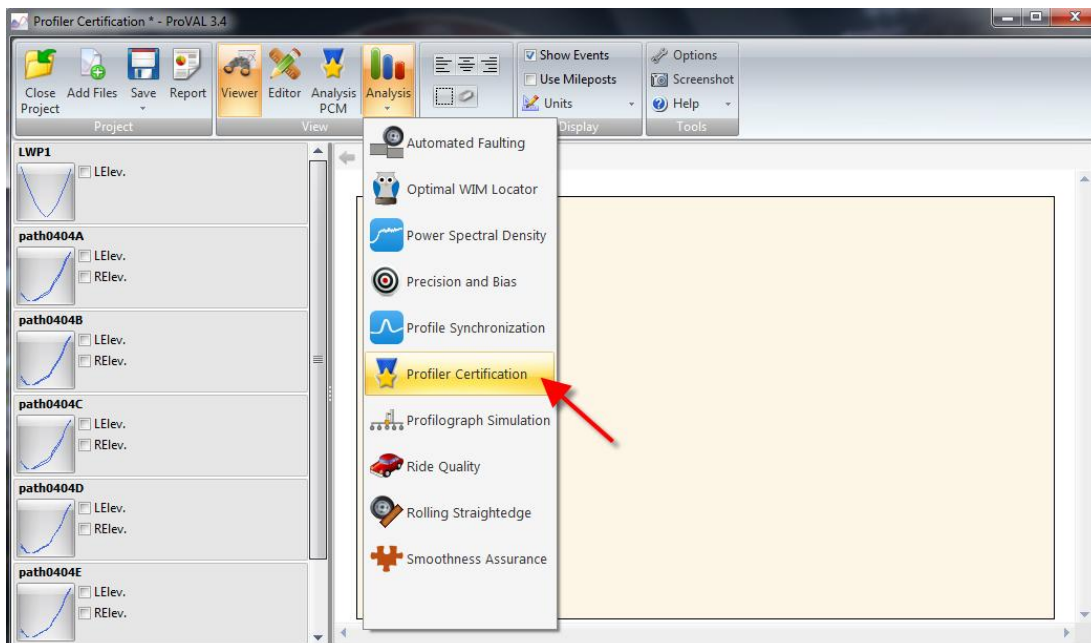 Profiler Certification * - ProVAL 3.4
Close Project
Add Files
Save
Report
Project
Viewer
Editor
Analysis PCM
Analysis
View
Show Events
Use Mileposts
Units
Display
Options
Screenshot
Help
Tools
LWP1
LElev.
path0404A
LElev.
RElev.
path0404B
LElev.
RElev.
path0404C
LElev.
RElev.
path0404D
LElev.
RElev.
path0404E
LElev.
RElev.
Automated Faulting
Optimal WIM Locator
Power Spectral Density
Precision and Bias
Profile Synchronization
Profiler Certification
Profilograph Simulation
Ride Quality
Rolling Straightedge
Smoothness Assurance